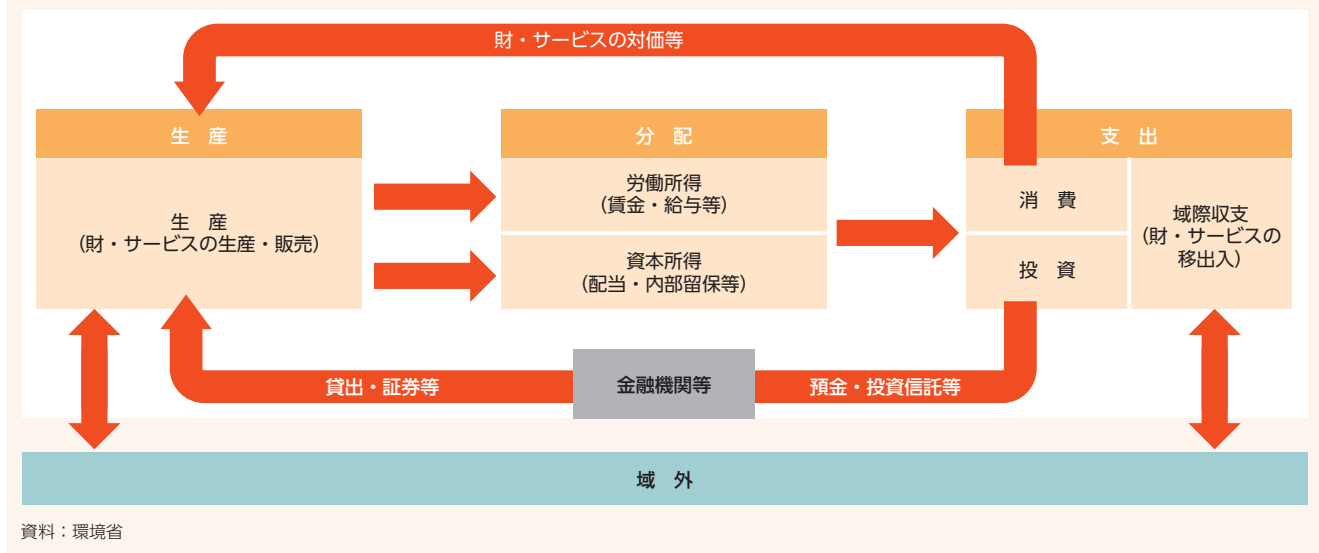 財・サービスの対価等
生　産
生　産
（財・サービスの生産・販売）
分　配
労働所得
（賃金・給与等）
資本所得
（配当・内部留保等）
支　出
消　費
投　資
域際収支
（財・サービスの
移出入）
貸出・証券等
金融機関等
預金・投資信託等
域　外
資料：環境省